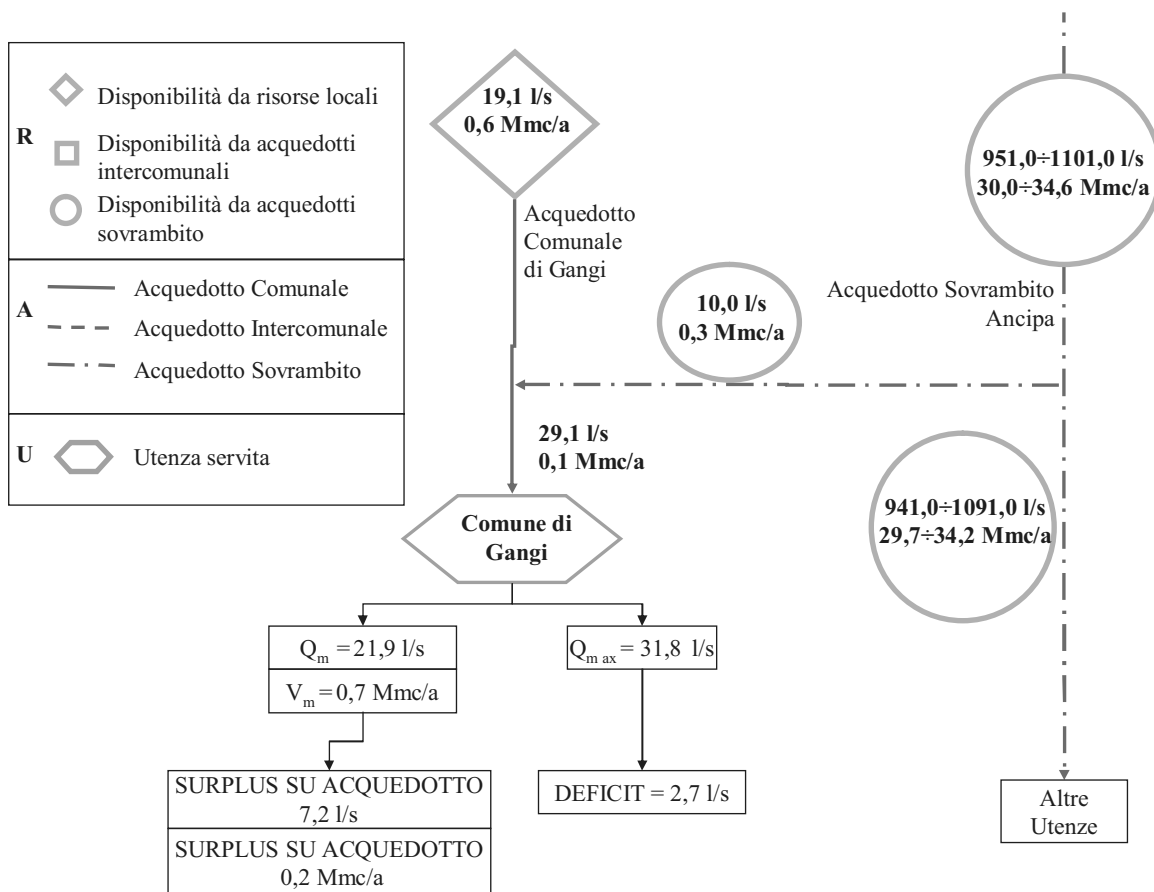 R
Disponibilità da risorse locali
Disponibilità da acquedotti
intercomunali
Disponibilità da acquedotti
sovrambito
A
Acquedotto Comunale
Acquedotto Intercomunale
Acquedotto Sovrambito
U
Utenza servita
19,1 l/s
0,6 Mmc/a
Acquedotto
Comunale
di Gangi
951,0÷1101,0 l/s
30,0÷34,6 Mmc/a
10,0 l/s
0,3 Mmc/a
Acquedotto Sovrambito
Ancipa
29,1 l/s
0,1 Mmc/a
941,0÷1091,0 l/s
29,7÷34,2 Mmc/a
Comune di
Gangi
Qm = 21,9 l/s
Vm = 0,7 Mmc/a
Qm ax = 31,8 l/s
SURPLUS SU ACQUEDOTTO
7,2 l/s
SURPLUS SU ACQUEDOTTO
0,2 Mmc/a
DEFICIT = 2,7 l/s
Altre
Utenze